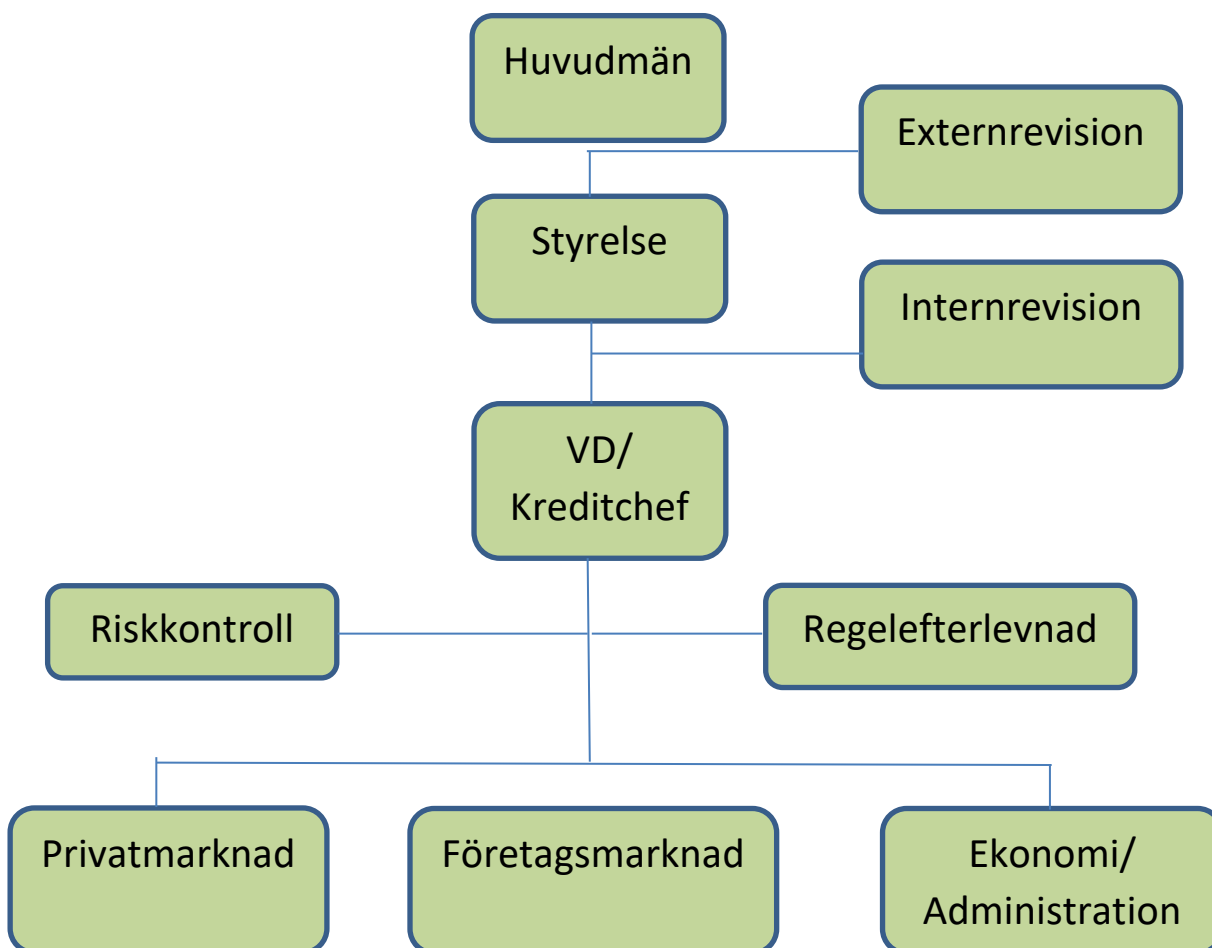 Huvudmän
Externrevision
Styrelse
Internrevision
VD/
Kreditchef
Riskkontroll
Regelefterlevnad
Privatmarknad
Företagsmarknad
Ekonomi/
Administration